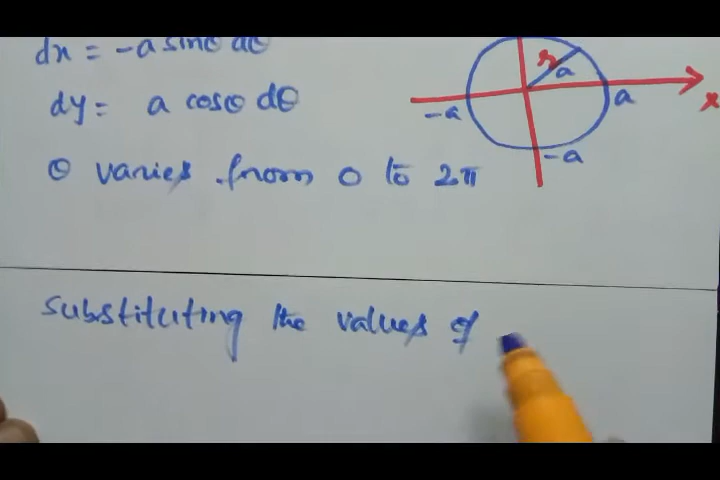 dx = -a sinθ dθ
dy = a cosθ dθ
θ varies from 0 to 2π
r
a
a
-a
x
-a
substituting the values of